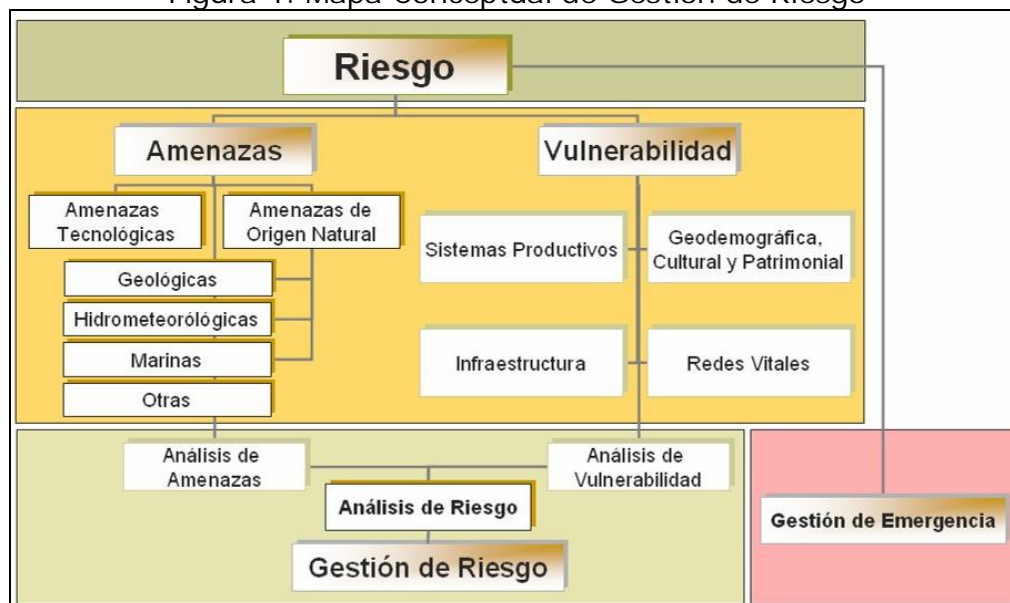 Figura 1. Mapa Conceptual de Gestión de Riesgo
Riesgo
Amenazas
Vulnerabilidad
Amenazas
Tecnológicas
Amenazas de
Origen Natural
Sistemas Productivos
Geodemográfica,
Cultural y Patrimonial
Geológicas
Hidrometeorólógicas
Marinas
Otras
Infraestructura
Redes Vitales
Análisis de
Amenazas
Análisis de
Vulnerabilidad
Análisis de Riesgo
Gestión de Riesgo
Gestión de Emergencia